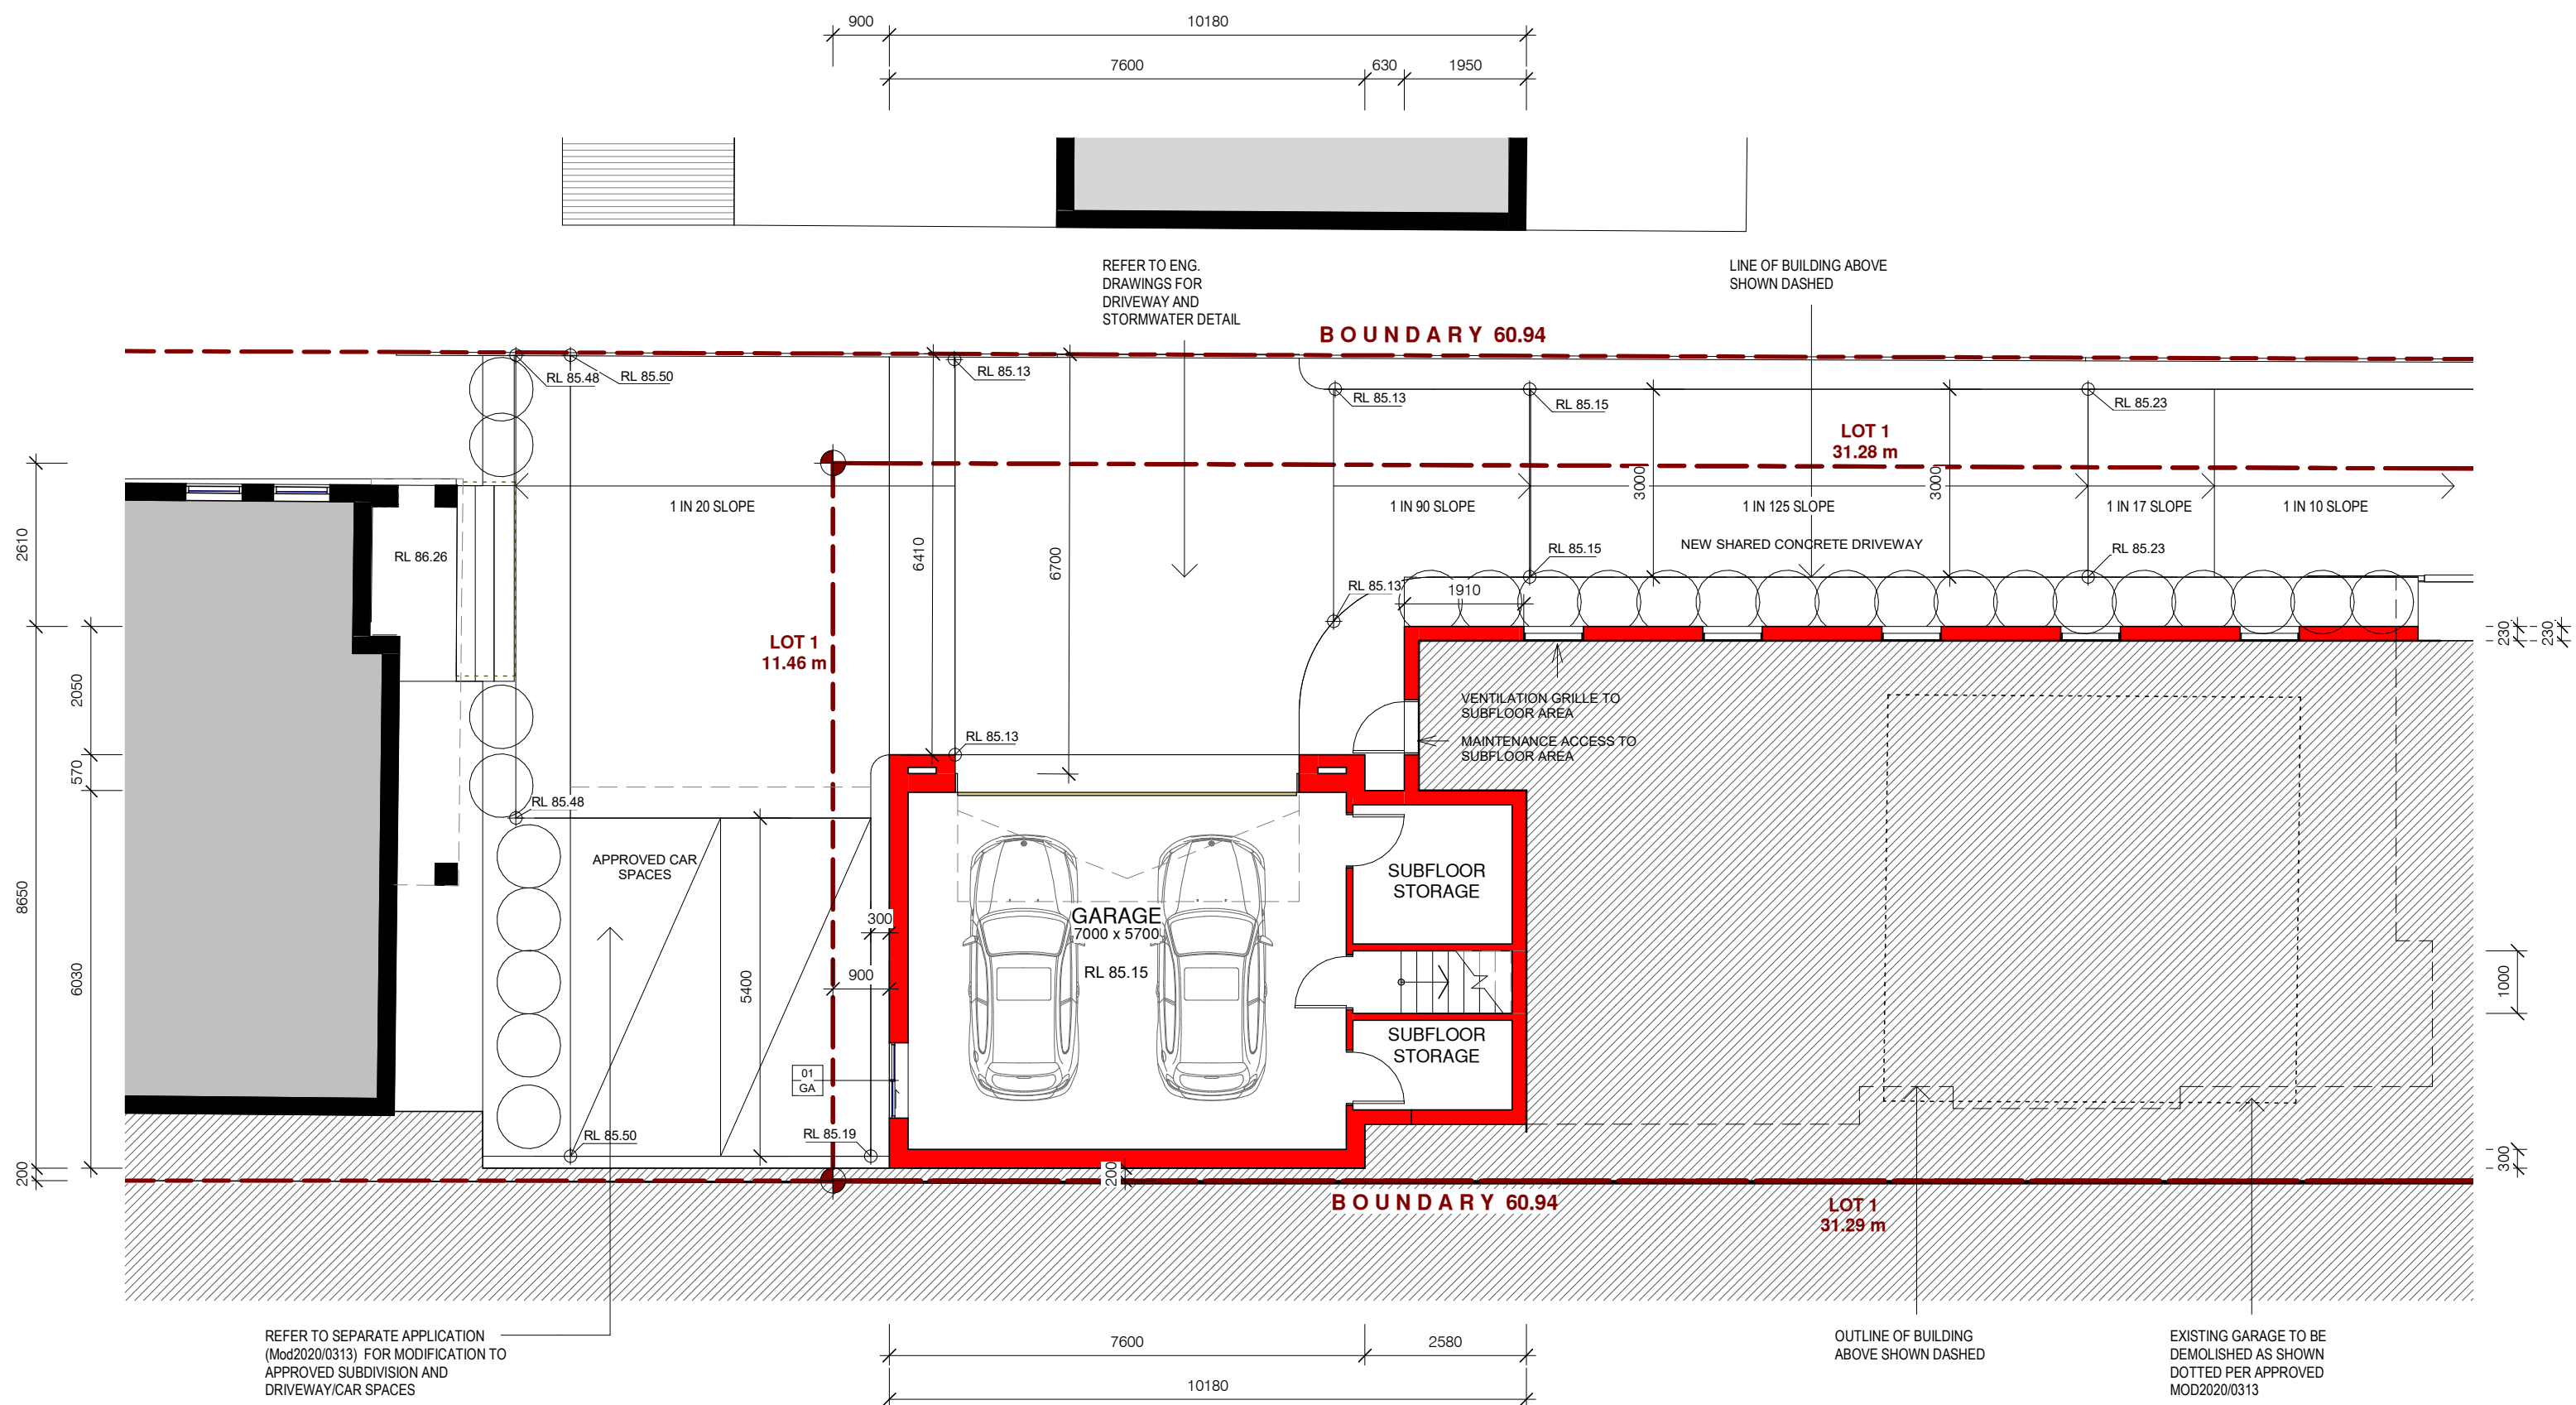 900
10180
7600
630
1950
REFER TO ENG.
DRAWINGS FOR
DRIVEWAY AND
STORMWATER DETAIL
LINE OF BUILDING ABOVE
SHOWN DASHED
BOUNDARY 60.94
RL 85.48
RL 85.50
RL 85.13
RL 85.13
RL 85.15
RL 85.23
LOT 1
31.28 m
2610
1 IN 20 SLOPE
1 IN 90 SLOPE
3000
1 IN 125 SLOPE
3000
1 IN 17 SLOPE
1 IN 10 SLOPE
RL 86.26
6410
6700
RL 85.15
NEW SHARED CONCRETE DRIVEWAY
RL 85.23
RL 85.13
1910
LOT 1
11.46 m
230
230
2050
VENTILATION GRILLE TO
SUBFLOOR AREA
MAINTENANCE ACCESS TO
SUBFLOOR AREA
RL 85.13
570
RL 85.48
APPROVED CAR
SPACES
SUBFLOOR
STORAGE
8650
300
GARAGE
7000 x 5700
RL 85.15
6030
5400
900
1000
SUBFLOOR
STORAGE
01
GA
RL 85.50
RL 85.19
200
200
300
BOUNDARY 60.94
LOT 1
31.29 m
REFER TO SEPARATE APPLICATION
(Mod2020/0313) FOR MODIFICATION TO
APPROVED SUBDIVISION AND
DRIVEWAY/CAR SPACES
7600
2580
10180
OUTLINE OF BUILDING
ABOVE SHOWN DASHED
EXISTING GARAGE TO BE
DEMOLISHED AS SHOWN
DOTTED PER APPROVED
MOD2020/0313